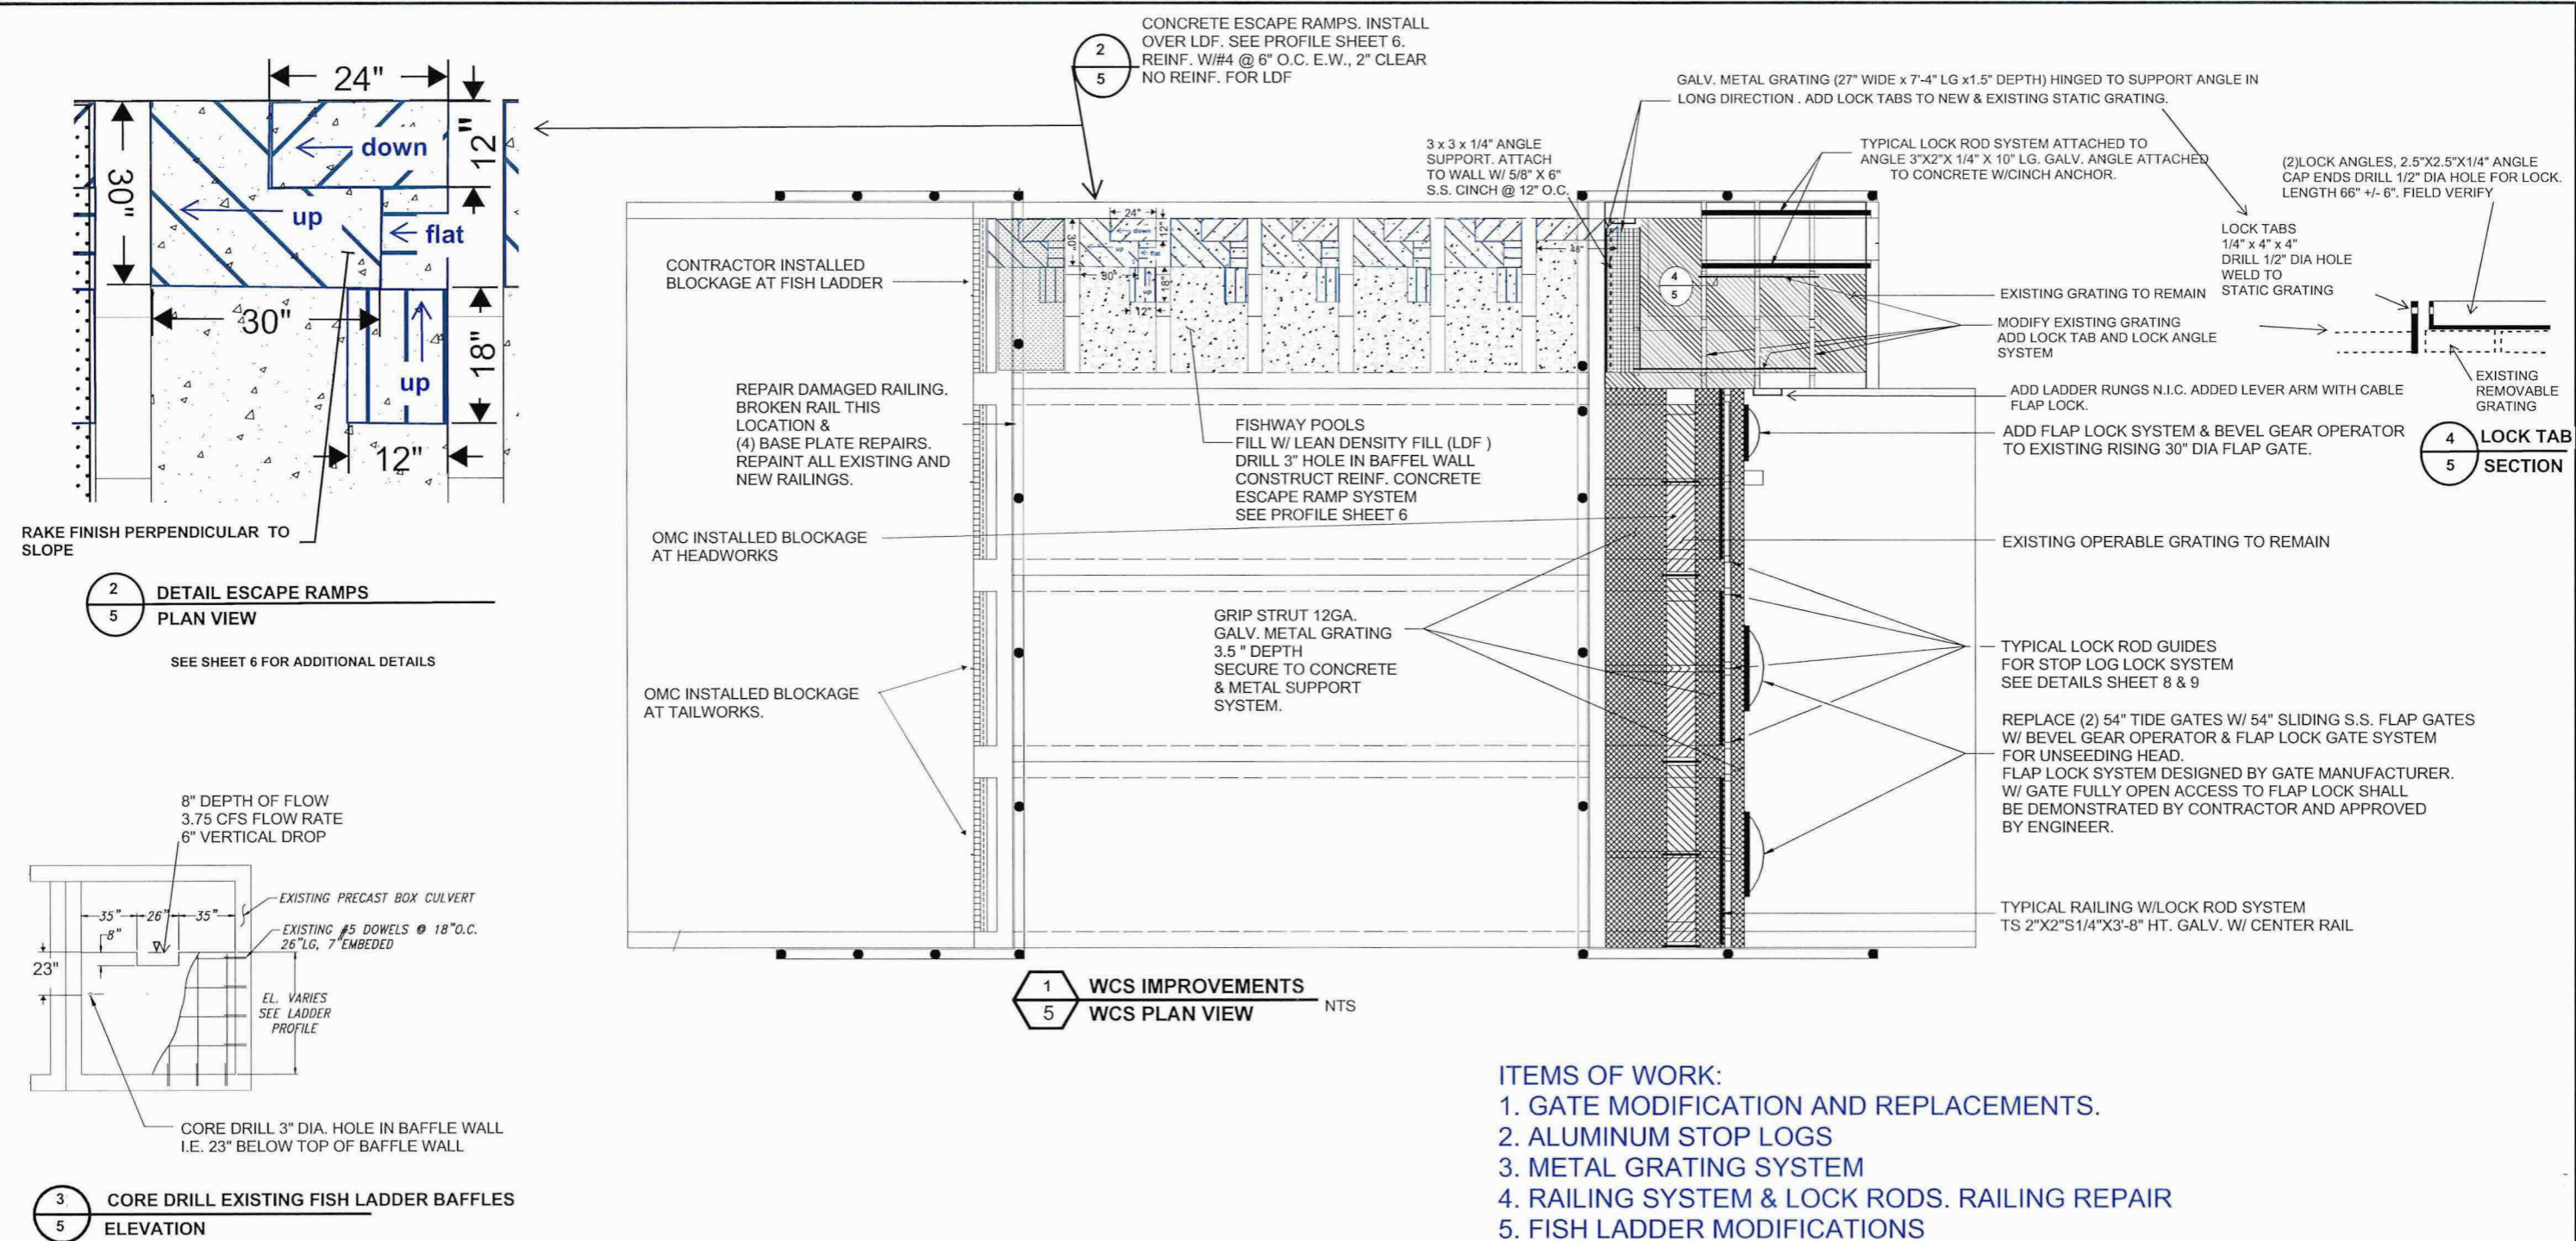 CONCRETE ESCAPE RAMPS. INSTALL
OVER LDF. SEE PROFILE SHEET 6.
REINF. W/#4 @ 6" O.C. E.W., 2" CLEAR
NO REINF. FOR LDF
2
5
24"
12"
30"
down
up
flat
30"
18"
up
12"
RAKE FINISH PERPENDICULAR TO
SLOPE
2
5
DETAIL ESCAPE RAMPS
PLAN VIEW
SEE SHEET 6 FOR ADDITIONAL DETAILS
8" DEPTH OF FLOW
3.75 CFS FLOW RATE
6" VERTICAL DROP
EXISTING PRECAST BOX CULVERT
35"
26"
35"
8"
EXISTING #5 DOWELS @ 18"O.C.
26"LG, 7"EMBEDED
23"
EL. VARIES
SEE LADDER
PROFILE
CORE DRILL 3" DIA. HOLE IN BAFFLE WALL
I.E. 23" BELOW TOP OF BAFFLE WALL
3
5
CORE DRILL EXISTING FISH LADDER BAFFLES
ELEVATION
GALV. METAL GRATING (27" WIDE x 7'-4" LG x1.5" DEPTH) HINGED TO SUPPORT ANGLE IN
LONG DIRECTION . ADD LOCK TABS TO NEW & EXISTING STATIC GRATING.
3 x 3 x 1/4" ANGLE
SUPPORT. ATTACH
TO WALL W/ 5/8" X 6"
S.S. CINCH @ 12" O.C.
TYPICAL LOCK ROD SYSTEM ATTACHED TO
ANGLE 3"X2"X 1/4" X 10" LG. GALV. ANGLE ATTACHED
TO CONCRETE W/CINCH ANCHOR.
(2)LOCK ANGLES, 2.5"X2.5"X1/4" ANGLE
CAP ENDS DRILL 1/2" DIA HOLE FOR LOCK.
LENGTH 66" +/- 6". FIELD VERIFY
LOCK TABS
1/4" x 4" x 4"
DRILL 1/2" DIA HOLE
WELD TO
STATIC GRATING
CONTRACTOR INSTALLED
BLOCKAGE AT FISH LADDER
24"
12"
30"
down
up
flat
30"
18"
up
12"
4
5
EXISTING GRATING TO REMAIN
MODIFY EXISTING GRATING
ADD LOCK TAB AND LOCK ANGLE
SYSTEM
EXISTING
REMOVABLE
GRATING
4
5
LOCK TAB
SECTION
ADD LADDER RUNGS N.I.C. ADDED LEVER ARM WITH CABLE
FLAP LOCK.
ADD FLAP LOCK SYSTEM & BEVEL GEAR OPERATOR
TO EXISTING RISING 30" DIA FLAP GATE.
REPAIR DAMAGED RAILING.
BROKEN RAIL THIS
LOCATION &
(4) BASE PLATE REPAIRS.
REPAINT ALL EXISTING AND
NEW RAILINGS.
FISHWAY POOLS
FILL W/ LEAN DENSITY FILL (LDF )
DRILL 3" HOLE IN BAFFEL WALL
CONSTRUCT REINF. CONCRETE
ESCAPE RAMP SYSTEM
SEE PROFILE SHEET 6
OMC INSTALLED BLOCKAGE
AT HEADWORKS
EXISTING OPERABLE GRATING TO REMAIN
GRIP STRUT 12GA.
GALV. METAL GRATING
3.5 " DEPTH
SECURE TO CONCRETE
& METAL SUPPORT
SYSTEM.
OMC INSTALLED BLOCKAGE
AT TAILWORKS.
TYPICAL LOCK ROD GUIDES
FOR STOP LOG LOCK SYSTEM
SEE DETAILS SHEET 8 & 9
REPLACE (2) 54" TIDE GATES W/ 54" SLIDING S.S. FLAP GATES
W/ BEVEL GEAR OPERATOR & FLAP LOCK GATE SYSTEM
FOR UNSEEDING HEAD.
FLAP LOCK SYSTEM DESIGNED BY GATE MANUFACTURER.
W/ GATE FULLY OPEN ACCESS TO FLAP LOCK SHALL
BE DEMONSTRATED BY CONTRACTOR AND APPROVED
BY ENGINEER.
TYPICAL RAILING W/LOCK ROD SYSTEM
TS 2"X2"S1/4"X3'-8" HT. GALV. W/ CENTER RAIL
1
5
WCS IMPROVEMENTS
WCS PLAN VIEW
NTS
ITEMS OF WORK:
1. GATE MODIFICATION AND REPLACEMENTS.
2. ALUMINUM STOP LOGS
3. METAL GRATING SYSTEM
4. RAILING SYSTEM & LOCK RODS. RAILING REPAIR
5. FISH LADDER MODIFICATIONS